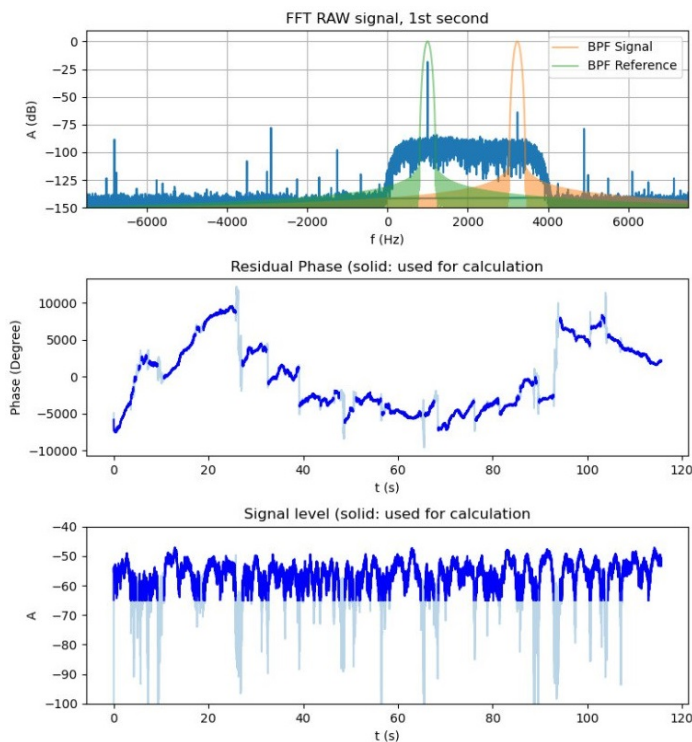 FFT RAW signal, 1st second
0
−25
−50
−75
−100
−125
−150
A (dB)
BPF Signal
BPF Reference
−6000 −4000 −2000 0 2000 4000 6000
f (Hz)
Residual Phase (solid: used for calculation
10000
5000
0
−5000
−10000
Phase (Degree)
0 20 40 60 80 100 120
t (s)
Signal level (solid: used for calculation
−40
−50
−60
−70
−80
−90
−100
A
0 20 40 60 80 100 120
t (s)